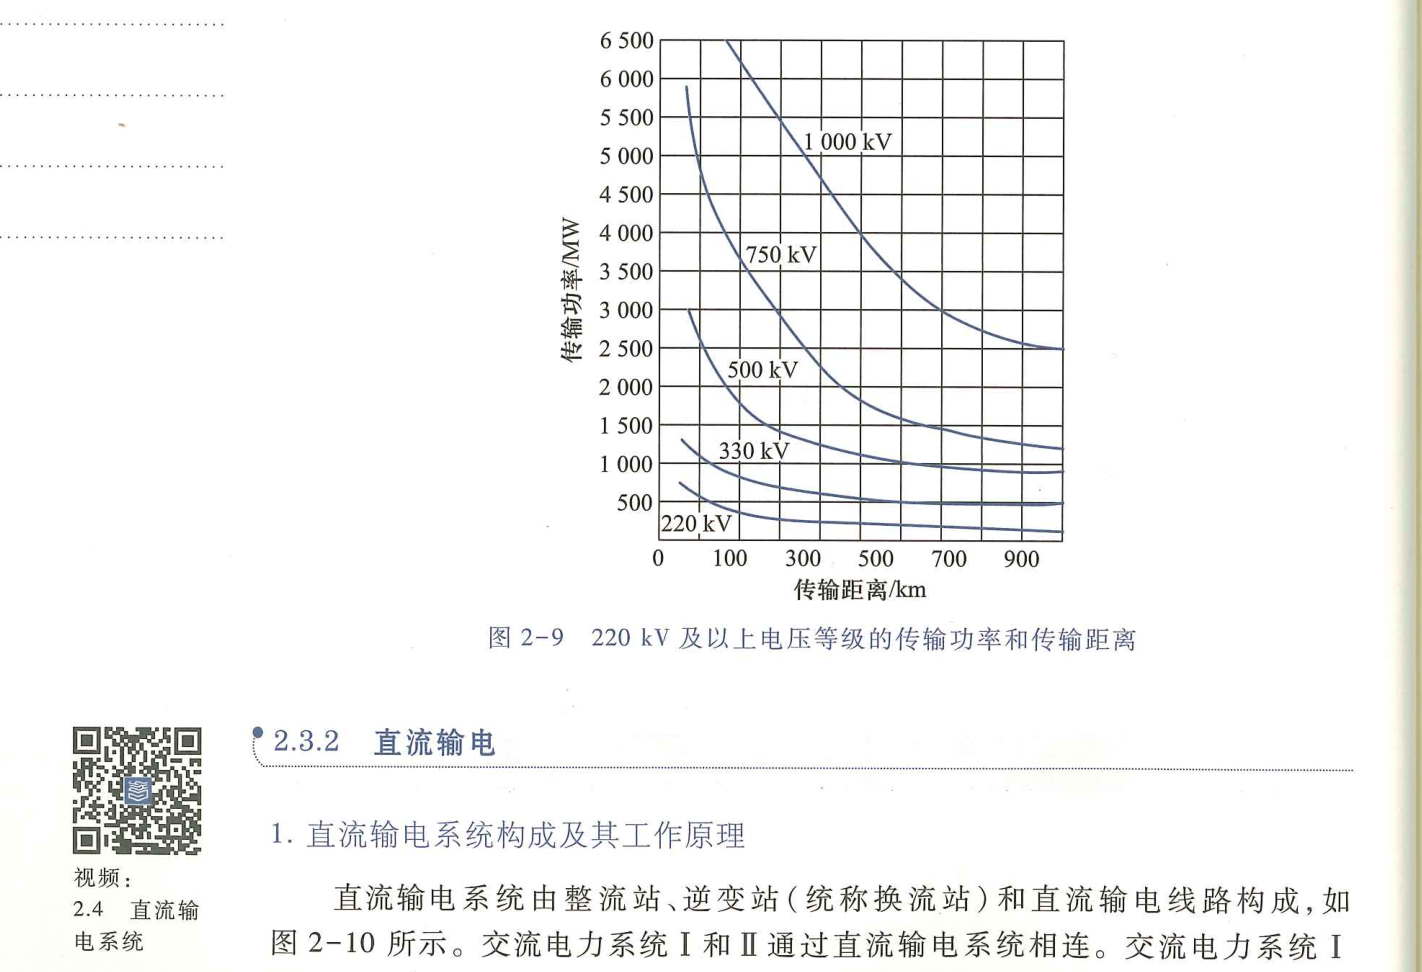 6 500
6 000
5 500
5 000
4 500
4 000
3 500
3 000
2 500
2 000
1 500
1 000
500
传输功率/MW
1 000 kV
750 kV
500 kV
330 kV
220 kV
0 100 300 500 700 900
传输距离/km
图 2-9 220 kV 及以上电压等级的传输功率和传输距离
2.3.2 直流输电
1. 直流输电系统构成及其工作原理
视频：
2.4 直流输
电系统
直流输电系统由整流站、逆变站(统称换流站)和直流输电线路构成,如
图 2-10 所示。交流电力系统Ⅰ和Ⅱ通过直流输电系统相连。交流电力系统Ⅰ